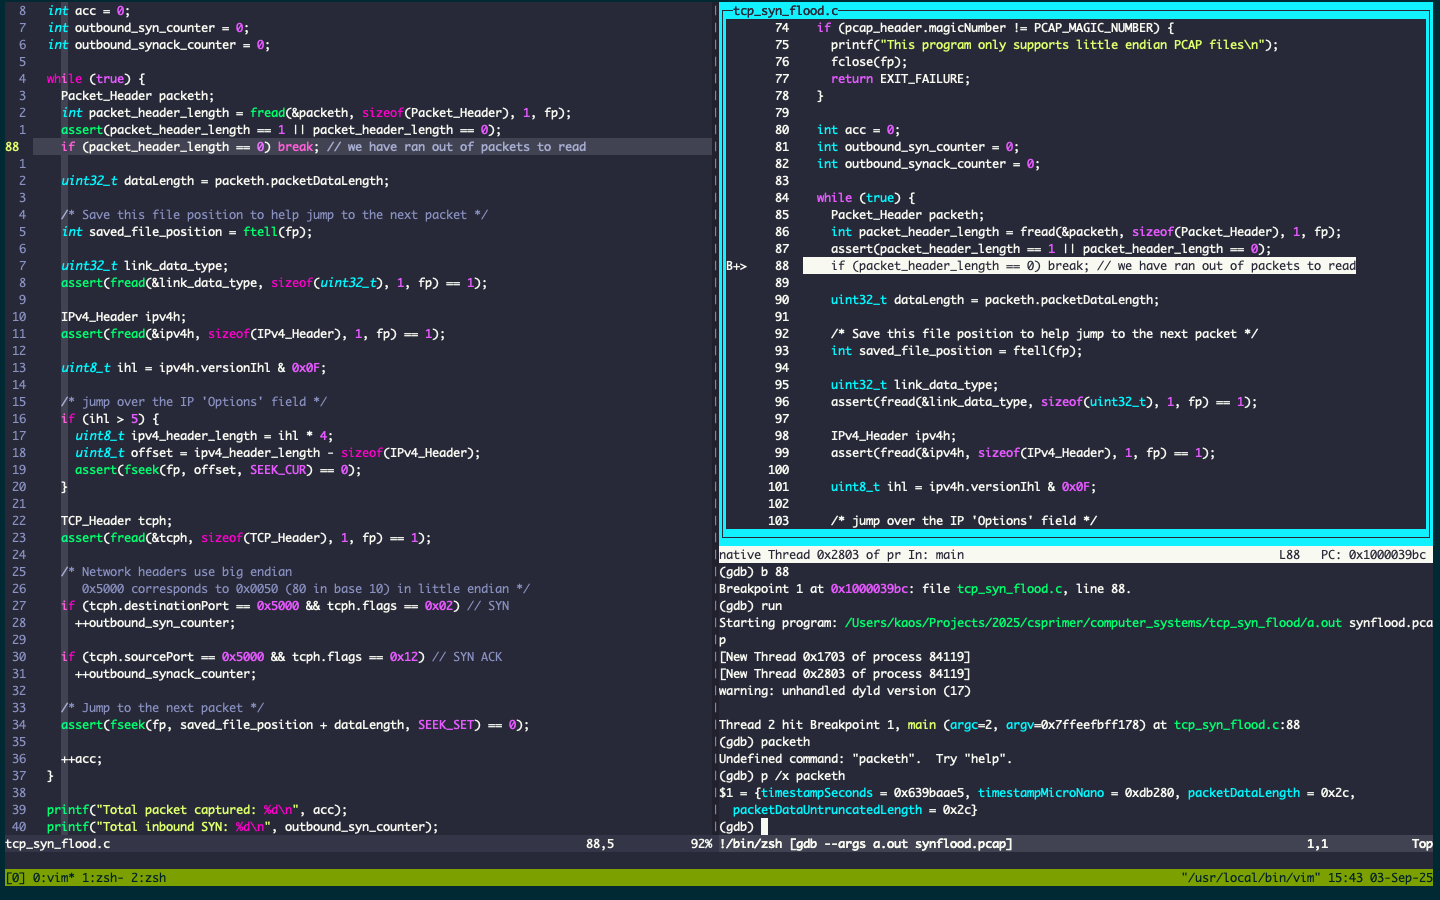 8   int acc = 0;
7   int outbound_syn_counter = 0;
6   int outbound_synack_counter = 0;
5
4   while (true) {
3     Packet_Header packeth;
2     int packet_header_length = fread(&packeth, sizeof(Packet_Header), 1, fp);
1     assert(packet_header_length == 1 || packet_header_length == 0);
88    if (packet_header_length == 0) break; // we have ran out of packets to read
1
2     uint32_t dataLength = packeth.packetDataLength;
3
4     /* Save this file position to help jump to the next packet */
5     int saved_file_position = ftell(fp);
6
7     uint32_t link_data_type;
8     assert(fread(&link_data_type, sizeof(uint32_t), 1, fp) == 1);
9
10    IPv4_Header ipv4h;
11    assert(fread(&ipv4h, sizeof(IPv4_Header), 1, fp) == 1);
12
13    uint8_t ihl = ipv4h.versionIhl & 0x0F;
14
15    /* jump over the IP 'Options' field */
16    if (ihl > 5) {
17      uint8_t ipv4_header_length = ihl * 4;
18      uint8_t offset = ipv4_header_length - sizeof(IPv4_Header);
19      assert(fseek(fp, offset, SEEK_CUR) == 0);
20    }
21
22    TCP_Header tcph;
23    assert(fread(&tcph, sizeof(TCP_Header), 1, fp) == 1);
24
25    /* Network headers use big endian
26       0x5000 corresponds to 0x0050 (80 in base 10) in little endian */
27    if (tcph.destinationPort == 0x5000 && tcph.flags == 0x02) // SYN
28      ++outbound_syn_counter;
29
30    if (tcph.sourcePort == 0x5000 && tcph.flags == 0x12) // SYN ACK
31      ++outbound_synack_counter;
32
33    /* Jump to the next packet */
34    assert(fseek(fp, saved_file_position + dataLength, SEEK_SET) == 0);
35
36    ++acc;
37  }
38
39  printf("Total packet captured: %d\n", acc);
40  printf("Total inbound SYN: %d\n", outbound_syn_counter);
tcp_syn_flood.c 88,5 92%
tcp_syn_flood.c
74    if (pcap_header.magicNumber != PCAP_MAGIC_NUMBER) {
75      printf("This program only supports little endian PCAP files\n");
76      fclose(fp);
77      return EXIT_FAILURE;
78    }
79
80    int acc = 0;
81    int outbound_syn_counter = 0;
82    int outbound_synack_counter = 0;
83
84    while (true) {
85      Packet_Header packeth;
86      int packet_header_length = fread(&packeth, sizeof(Packet_Header), 1, fp);
87      assert(packet_header_length == 1 || packet_header_length == 0);
B+> 88      if (packet_header_length == 0) break; // we have ran out of packets to read
89
90      uint32_t dataLength = packeth.packetDataLength;
91
92      /* Save this file position to help jump to the next packet */
93      int saved_file_position = ftell(fp);
94
95      uint32_t link_data_type;
96      assert(fread(&link_data_type, sizeof(uint32_t), 1, fp) == 1);
97
98      IPv4_Header ipv4h;
99      assert(fread(&ipv4h, sizeof(IPv4_Header), 1, fp) == 1);
100
101     uint8_t ihl = ipv4h.versionIhl & 0x0F;
102
103     /* jump over the IP 'Options' field */
native Thread 0x2803 of pr In: main L88 PC: 0x1000039bc
(gdb) b 88
Breakpoint 1 at 0x1000039bc: file tcp_syn_flood.c, line 88.
(gdb) run
Starting program: /Users/kaos/Projects/2025/csprimer/computer_systems/tcp_syn_flood/a.out synflood.pca
p
[New Thread 0x1703 of process 84119]
[New Thread 0x2803 of process 84119]
warning: unhandled dyld version (17)

Thread 2 hit Breakpoint 1, main (argc=2, argv=0x7ffeefbff178) at tcp_syn_flood.c:88
(gdb) packeth
Undefined command: "packeth".  Try "help".
(gdb) p /x packeth
$1 = {timestampSeconds = 0x639baae5, timestampMicroNano = 0xdb280, packetDataLength = 0x2c,
  packetDataUntruncatedLength = 0x2c}
(gdb)
!/bin/zsh [gdb --args a.out synflood.pcap] 1,1 Top
[0] 0:vim* 1:zsh- 2:zsh "/usr/local/bin/vim" 15:43 03-Sep-25